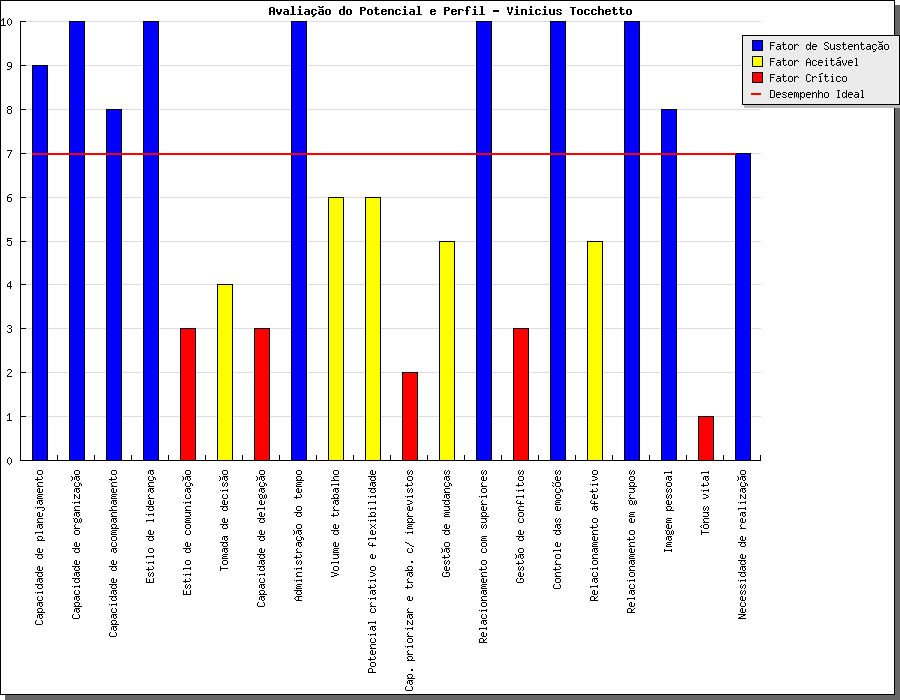 Avaliação do Potencial e Perfil - Vinicius Tocchetto
Fator de Sustentação
Fator Aceitável
Fator Crítico
Desempenho Ideal
10
9
8
7
6
5
4
3
2
1
0
Capacidade de planejamento
Capacidade de organização
Capacidade de acompanhamento
Estilo de liderança
Estilo de comunicação
Tomada de decisão
Capacidade de delegação
Administração do tempo
Volume de trabalho
Potencial criativo e flexibilidade
Cap. priorizar e trab. c/ imprevistos
Gestão de mudanças
Relacionamento com superiores
Gestão de conflitos
Controle das emoções
Relacionamento afetivo
Relacionamento em grupos
Imagem pessoal
Tônus vital
Necessidade de realização